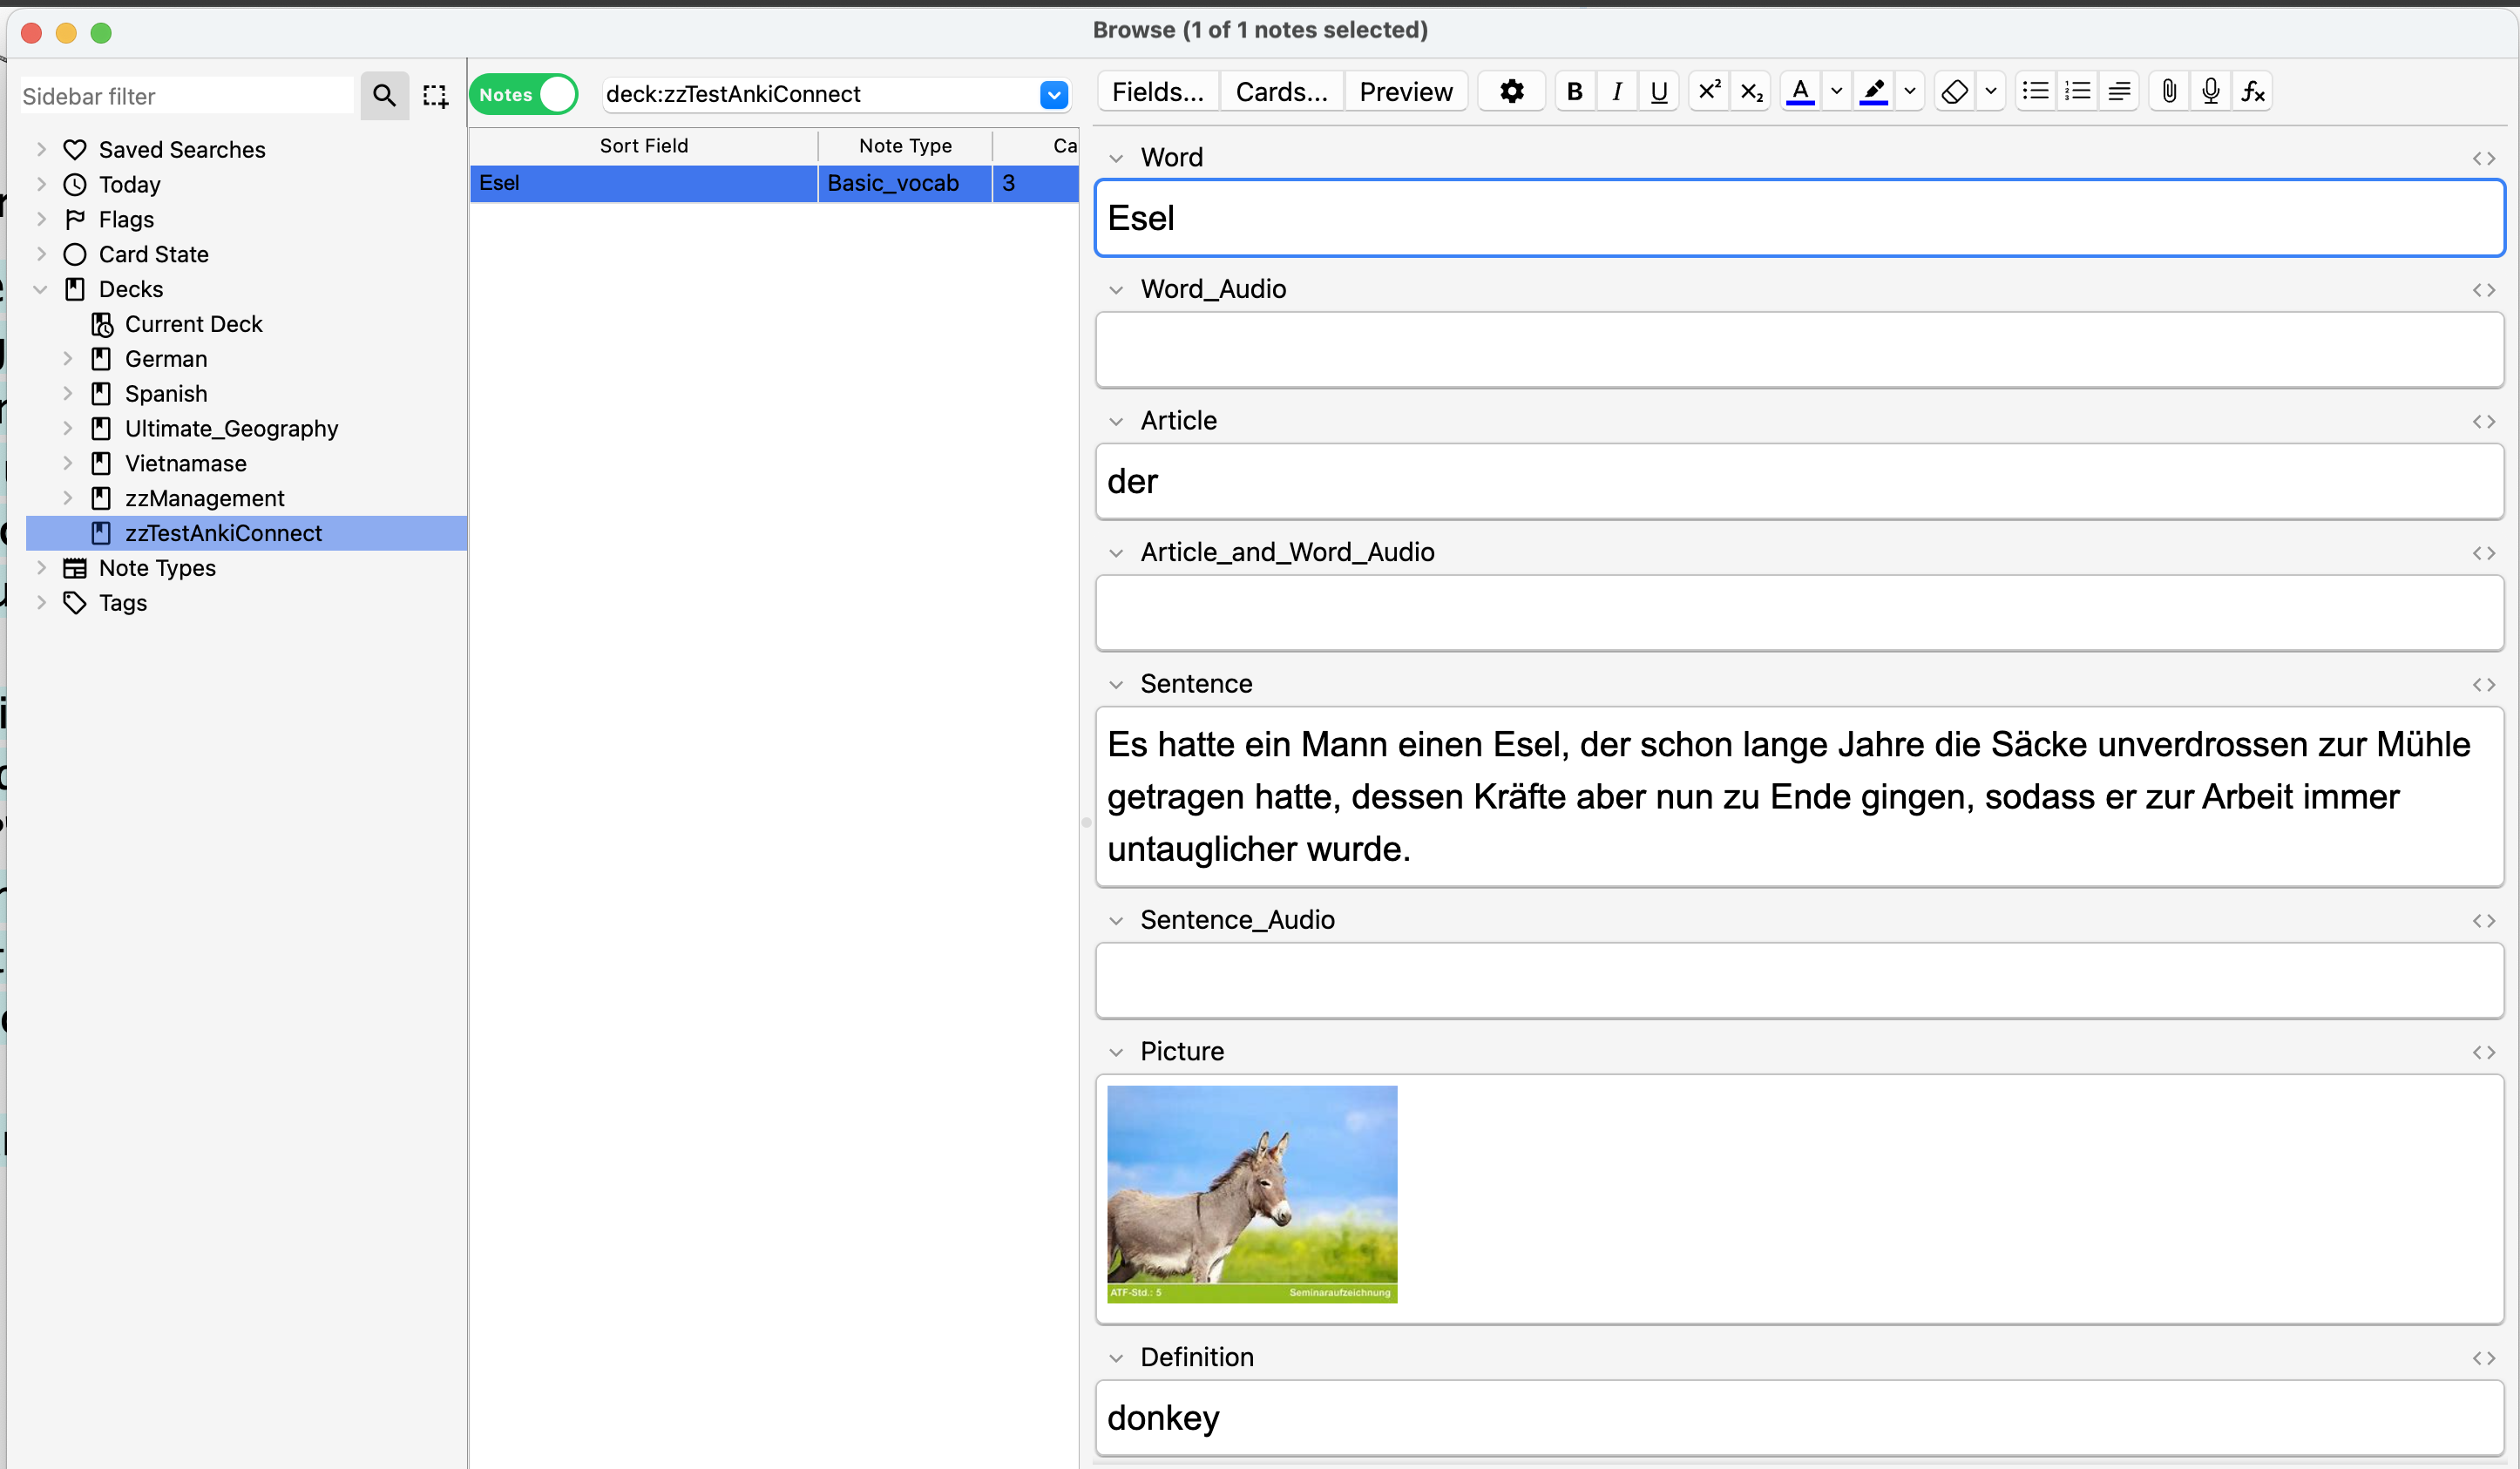 Browse (1 of 1 notes selected)
Sidebar filter
Saved Searches
Today
Flags
Card State
Decks
Current Deck
German
Spanish
Ultimate_Geography
Vietnamase
zzManagement
zzTestAnkiConnect
Note Types
Tags
Notes
deck:zzTestAnkiConnect
Sort Field Note Type Ca
Esel Basic_vocab 3
Fields... Cards... Preview B I U x² x₂ A fx
Word
Esel
Word_Audio
Article
der
Article_and_Word_Audio
Sentence
Es hatte ein Mann einen Esel, der schon lange Jahre die Säcke unverdrossen zur Mühle
getragen hatte, dessen Kräfte aber nun zu Ende gingen, sodass er zur Arbeit immer
untauglicher wurde.
Sentence_Audio
Picture
ATF-Std.: 5 Seminaraufzeichnung
Definition
donkey